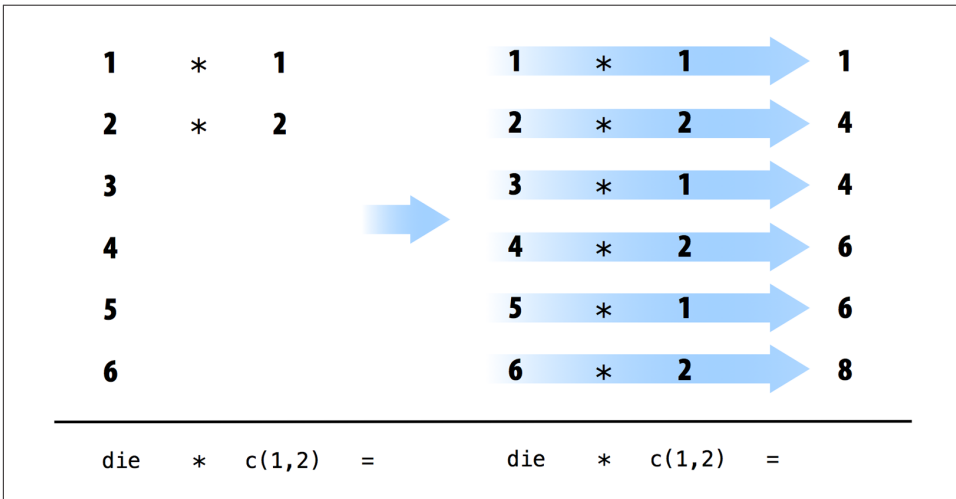 1 * 1 1 * 1 1
2 * 2 2 * 2 4
3 3 * 1 4
4 4 * 2 6
5 5 * 1 6
6 6 * 2 8
die * c(1,2) = die * c(1,2) =